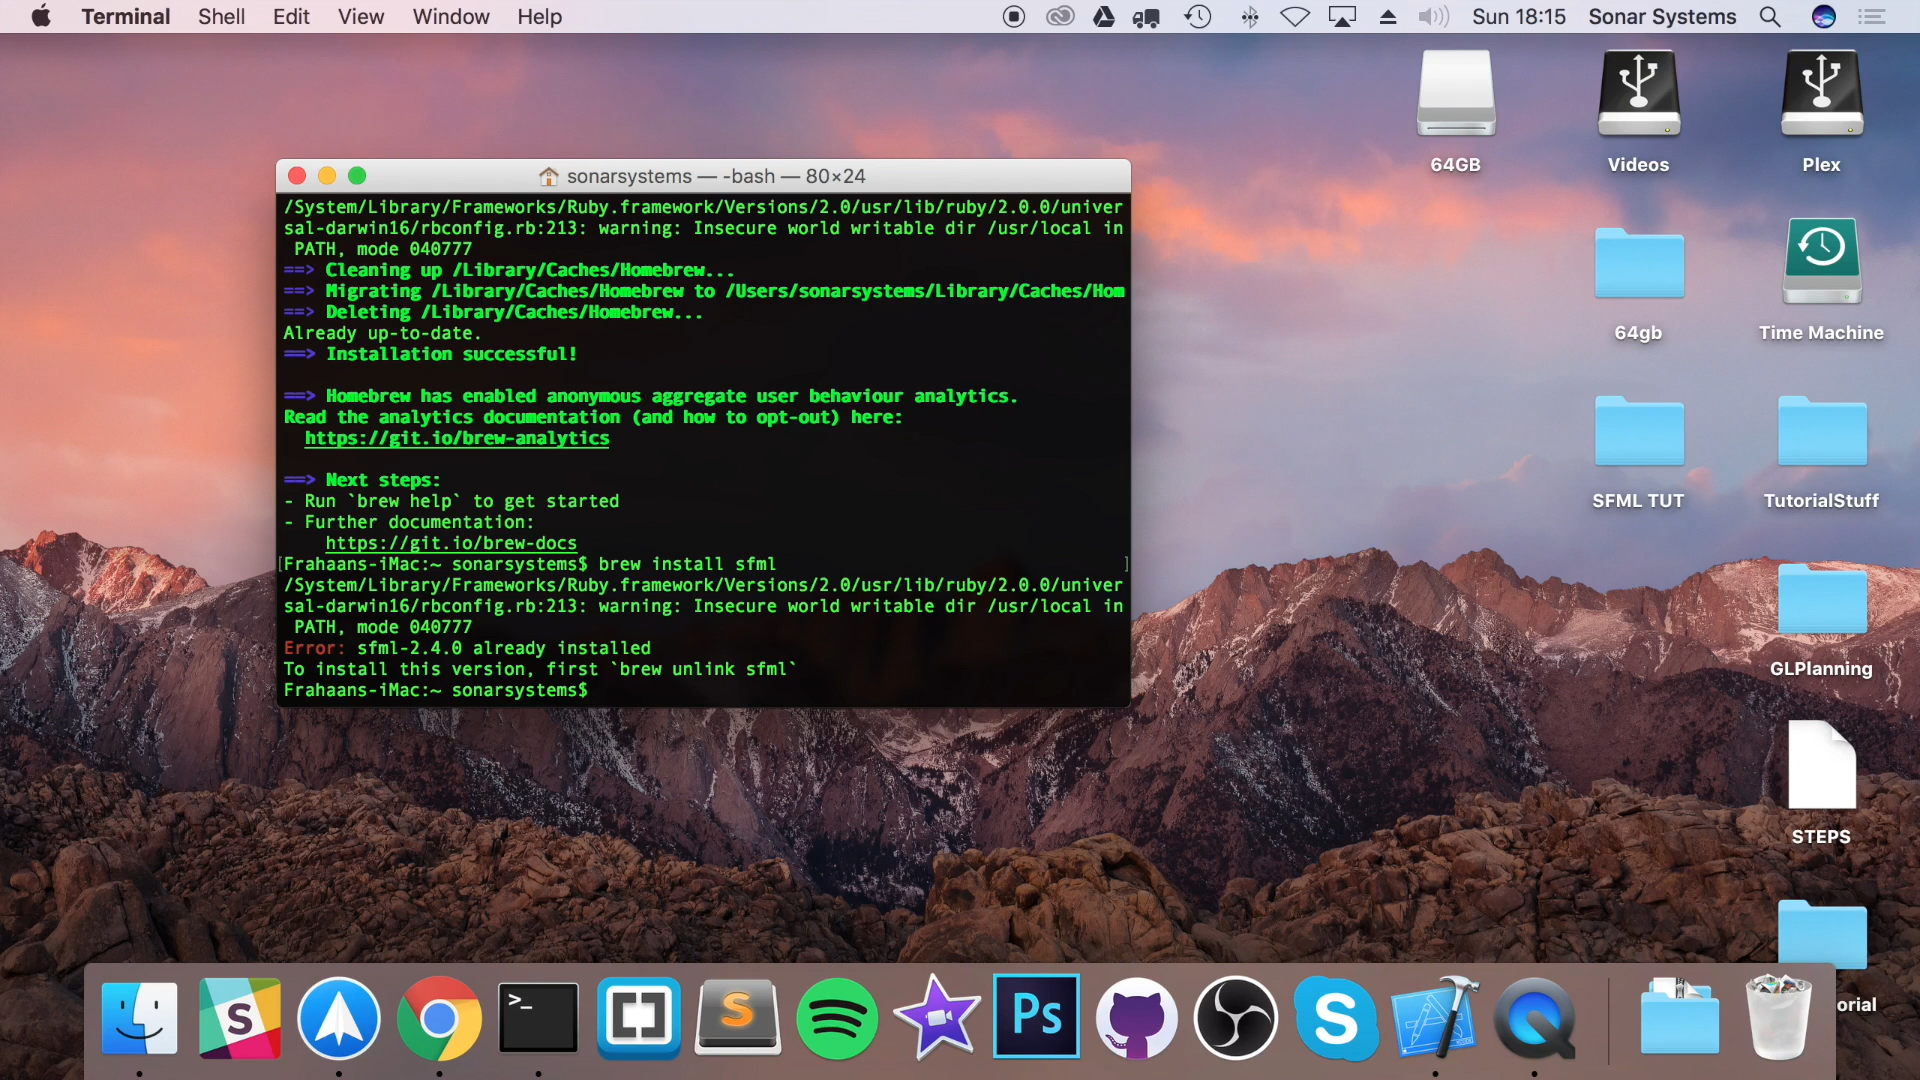 Terminal Shell Edit View Window Help Sun 18:15 Sonar Systems
64GB
Videos
Plex
sonarsystems — -bash — 80×24
/System/Library/Frameworks/Ruby.framework/Versions/2.0/usr/lib/ruby/2.0.0/univer
sal-darwin16/rbconfig.rb:213: warning: Insecure world writable dir /usr/local in
PATH, mode 040777
==> Cleaning up /Library/Caches/Homebrew...
==> Migrating /Library/Caches/Homebrew to /Users/sonarsystems/Library/Caches/Hom
==> Deleting /Library/Caches/Homebrew...
Already up-to-date.
==> Installation successful!
==> Homebrew has enabled anonymous aggregate user behaviour analytics.
Read the analytics documentation (and how to opt-out) here:
https://git.io/brew-analytics
==> Next steps:
- Run `brew help` to get started
- Further documentation:
https://git.io/brew-docs
[Frahaans-iMac:~ sonarsystems$ brew install sfml ]
/System/Library/Frameworks/Ruby.framework/Versions/2.0/usr/lib/ruby/2.0.0/univer
sal-darwin16/rbconfig.rb:213: warning: Insecure world writable dir /usr/local in
PATH, mode 040777
Error: sfml-2.4.0 already installed
To install this version, first `brew unlink sfml`
Frahaans-iMac:~ sonarsystems$
64gb
Time Machine
SFML TUT
TutorialStuff
GLPlanning
STEPS
orial
S
>_
S
Ps
S